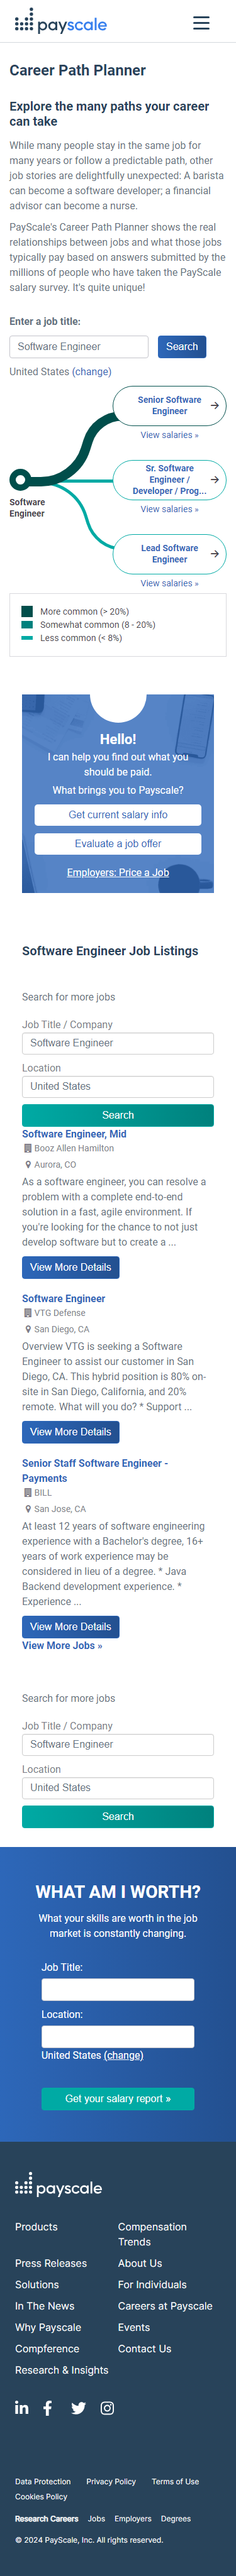 payscale
Career Path Planner
Explore the many paths your career
can take
While many people stay in the same job for
many years or follow a predictable path, other
job stories are delightfully unexpected: A barista
can become a software developer; a financial
advisor can become a nurse.
PayScale's Career Path Planner shows the real
relationships between jobs and what those jobs
typically pay based on answers submitted by the
millions of people who have taken the PayScale
salary survey. It's quite unique!
Enter a job title:
Software Engineer Search
United States (change)
Senior Software
Engineer
View salaries »
Sr. Software
Engineer /
Developer / Prog...
View salaries »
Software
Engineer
Lead Software
Engineer
View salaries »
More common (> 20%)
Somewhat common (8 - 20%)
Less common (< 8%)
Hello!
I can help you find out what you
should be paid.
What brings you to Payscale?
Get current salary info
Evaluate a job offer
Employers: Price a Job
Software Engineer Job Listings
Search for more jobs
Job Title / Company
Software Engineer
Location
United States
Search
Software Engineer, Mid
Booz Allen Hamilton
Aurora, CO
As a software engineer, you can resolve a
problem with a complete end-to-end
solution in a fast, agile environment. If
you're looking for the chance to not just
develop software but to create a ...
View More Details
Software Engineer
VTG Defense
San Diego, CA
Overview VTG is seeking a Software
Engineer to assist our customer in San
Diego, CA. This hybrid position is 80% on-
site in San Diego, California, and 20%
remote. What will you do? * Support ...
View More Details
Senior Staff Software Engineer -
Payments
BILL
San Jose, CA
At least 12 years of software engineering
experience with a Bachelor's degree, 16+
years of work experience may be
considered in lieu of a degree. * Java
Backend development experience. *
Experience ...
View More Details
View More Jobs »
Search for more jobs
Job Title / Company
Software Engineer
Location
United States
Search
WHAT AM I WORTH?
What your skills are worth in the job
market is constantly changing.
Job Title:
Location:
United States (change)
Get your salary report »
payscale
Products
Compensation
Trends
Press Releases
About Us
Solutions
For Individuals
In The News
Careers at Payscale
Why Payscale
Events
Compference
Contact Us
Research & Insights
Data Protection Privacy Policy Terms of Use
Cookies Policy
Research Careers Jobs Employers Degrees
© 2024 PayScale, Inc. All rights reserved.